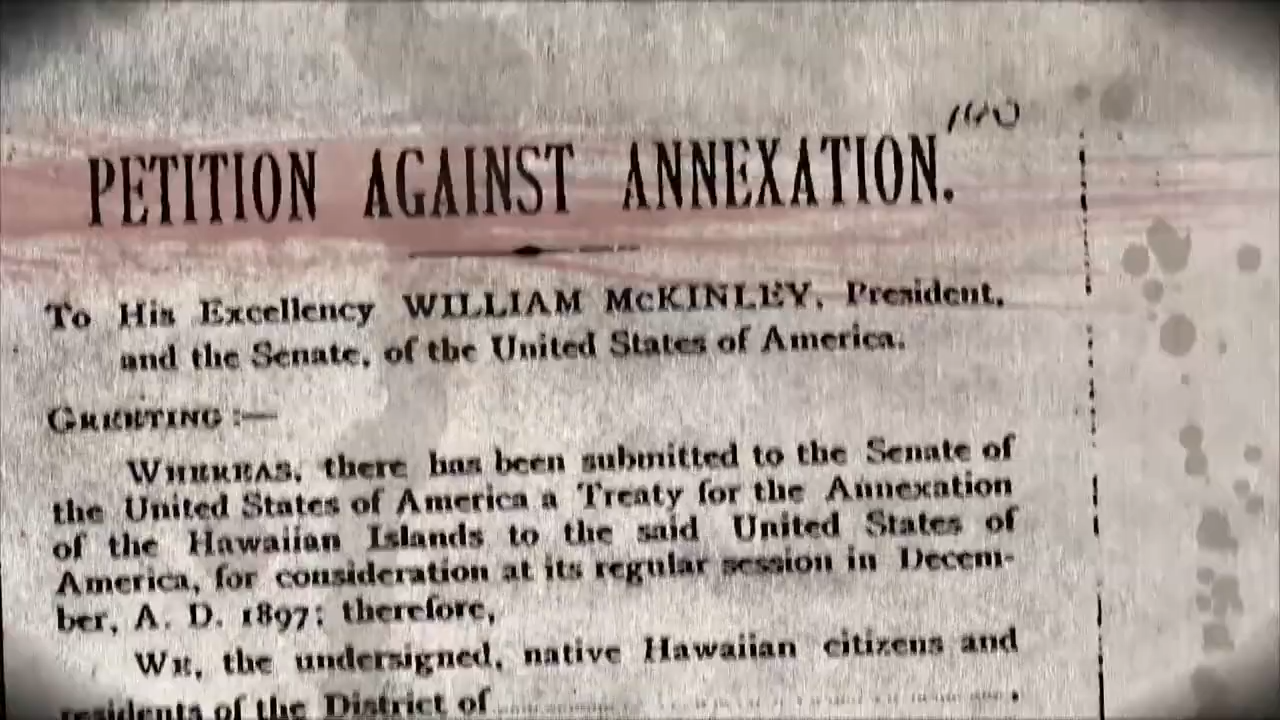 PETITION AGAINST ANNEXATION.
To His Excellency WILLIAM McKINLEY, President,
and the Senate, of the United States of America.
GREETING :—
WHEREAS, there has been submitted to the Senate of
the United States of America a Treaty for the Annexation
of the Hawaiian Islands to the said United States of
America, for consideration at its regular session in Decem-
ber, A. D. 1897; therefore,
WE, the undersigned, native Hawaiian citizens and
residents of the District of